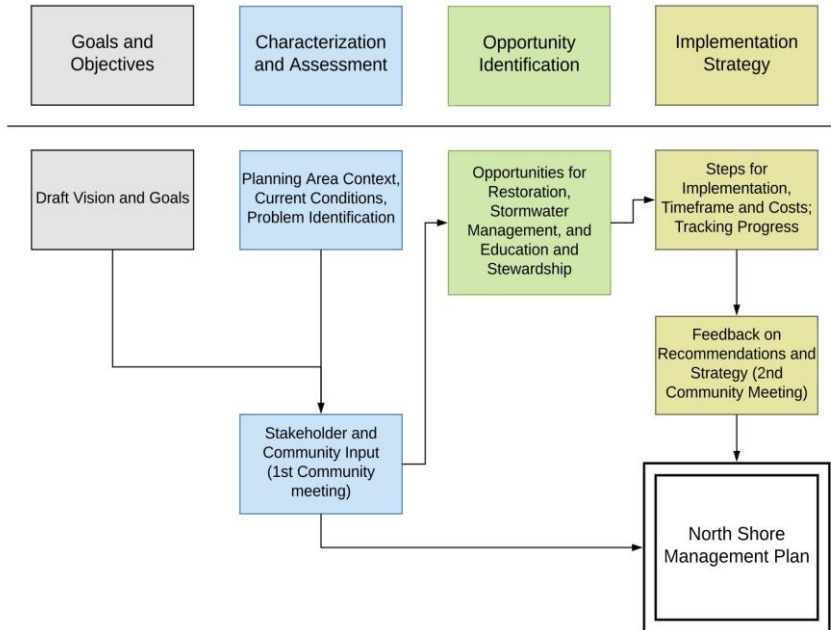 Goals and
Objectives
Characterization
and Assessment
Opportunity
Identification
Implementation
Strategy
Draft Vision and Goals
Planning Area Context,
Current Conditions,
Problem Identification
Opportunities for
Restoration,
Stormwater
Management, and
Education and
Stewardship
Steps for
Implementation,
Timeframe and Costs;
Tracking Progress
Feedback on
Recommendations and
Strategy (2nd
Community Meeting)
Stakeholder and
Community Input
(1st Community
meeting)
North Shore
Management Plan